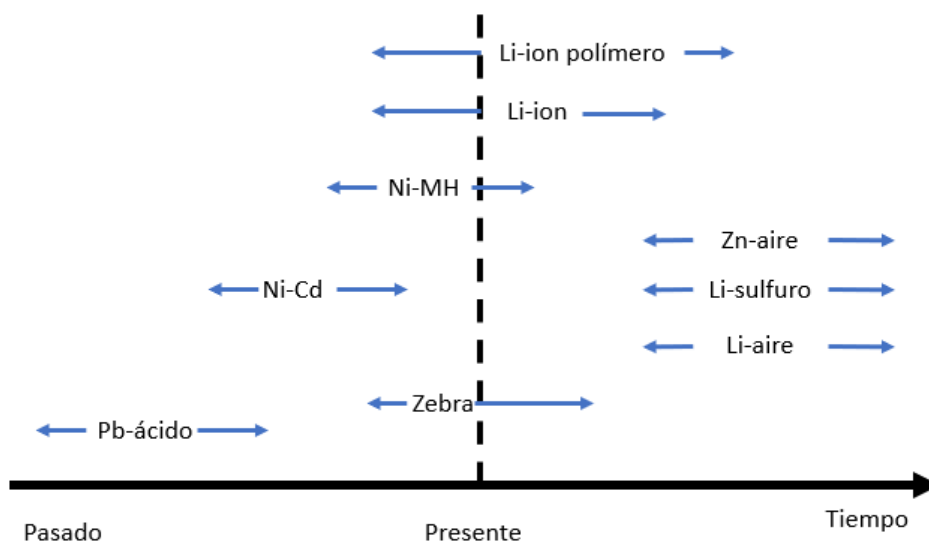 Li-ion polímero
Li-ion
Ni-MH
Zn-aire
Ni-Cd
Li-sulfuro
Li-aire
Zebra
Pb-ácido
Pasado
Presente
Tiempo